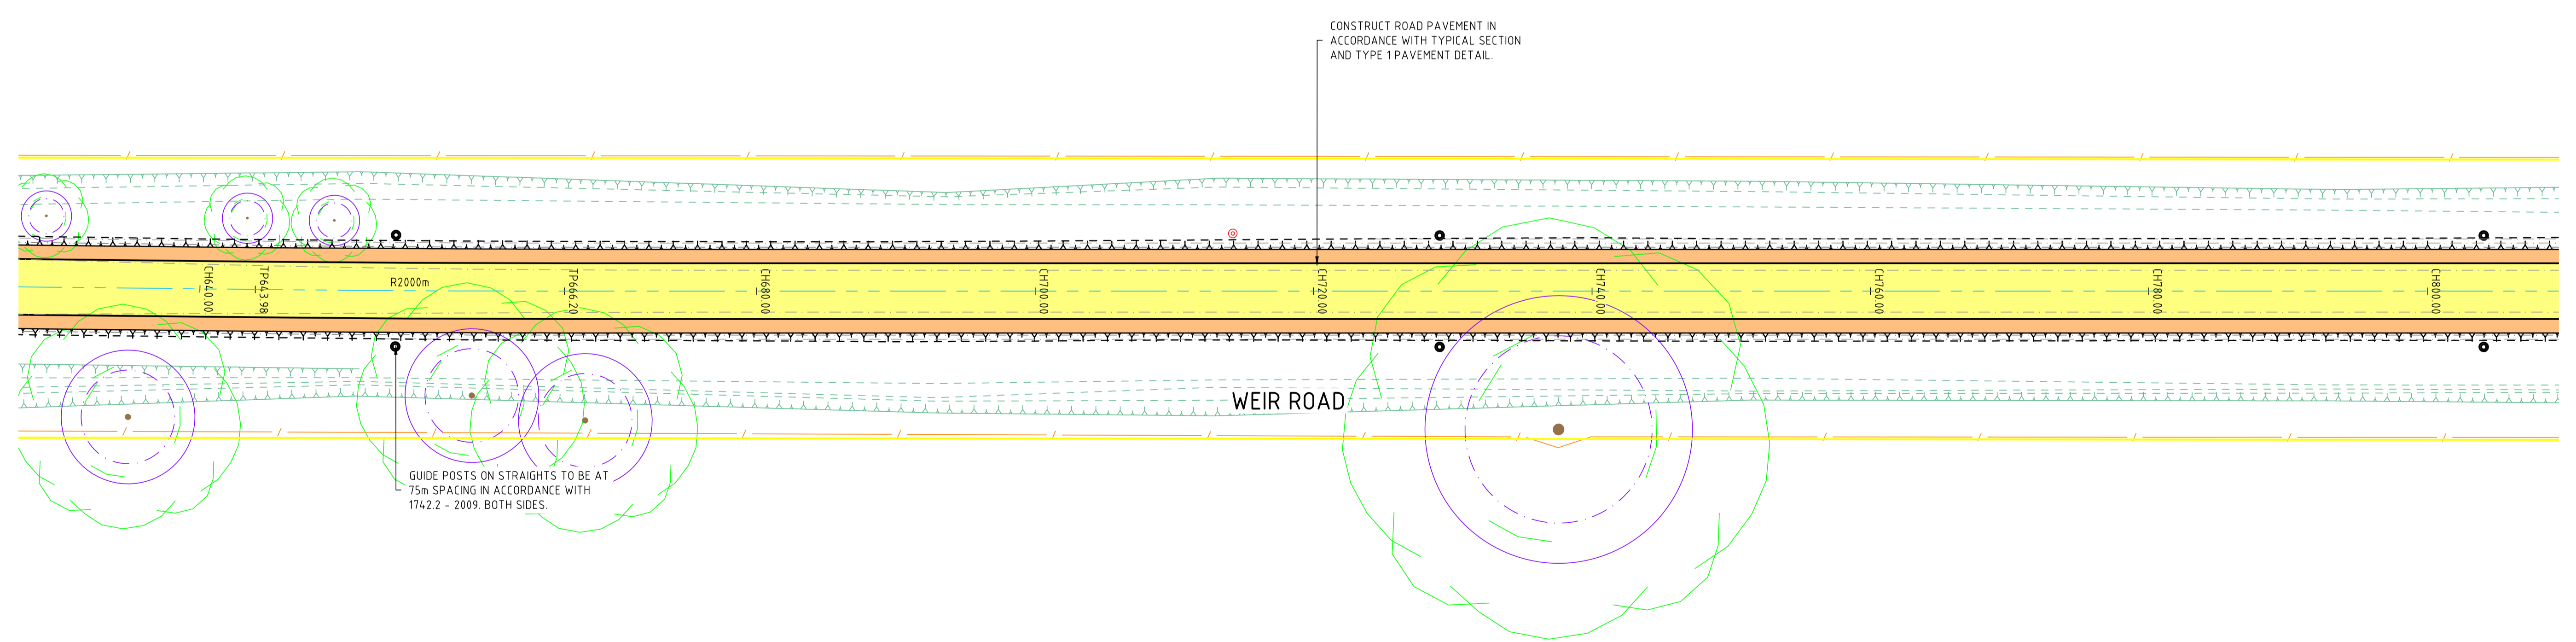 CONSTRUCT ROAD PAVEMENT IN
ACCORDANCE WITH TYPICAL SECTION
AND TYPE 1 PAVEMENT DETAIL.
CH640.00
TP643.98
R2000m
TP666.20
CH680.00
CH700.00
CH720.00
CH740.00
CH760.00
CH780.00
CH800.00
WEIR ROAD
GUIDE POSTS ON STRAIGHTS TO BE AT
75m SPACING IN ACCORDANCE WITH
1742.2 - 2009. BOTH SIDES.